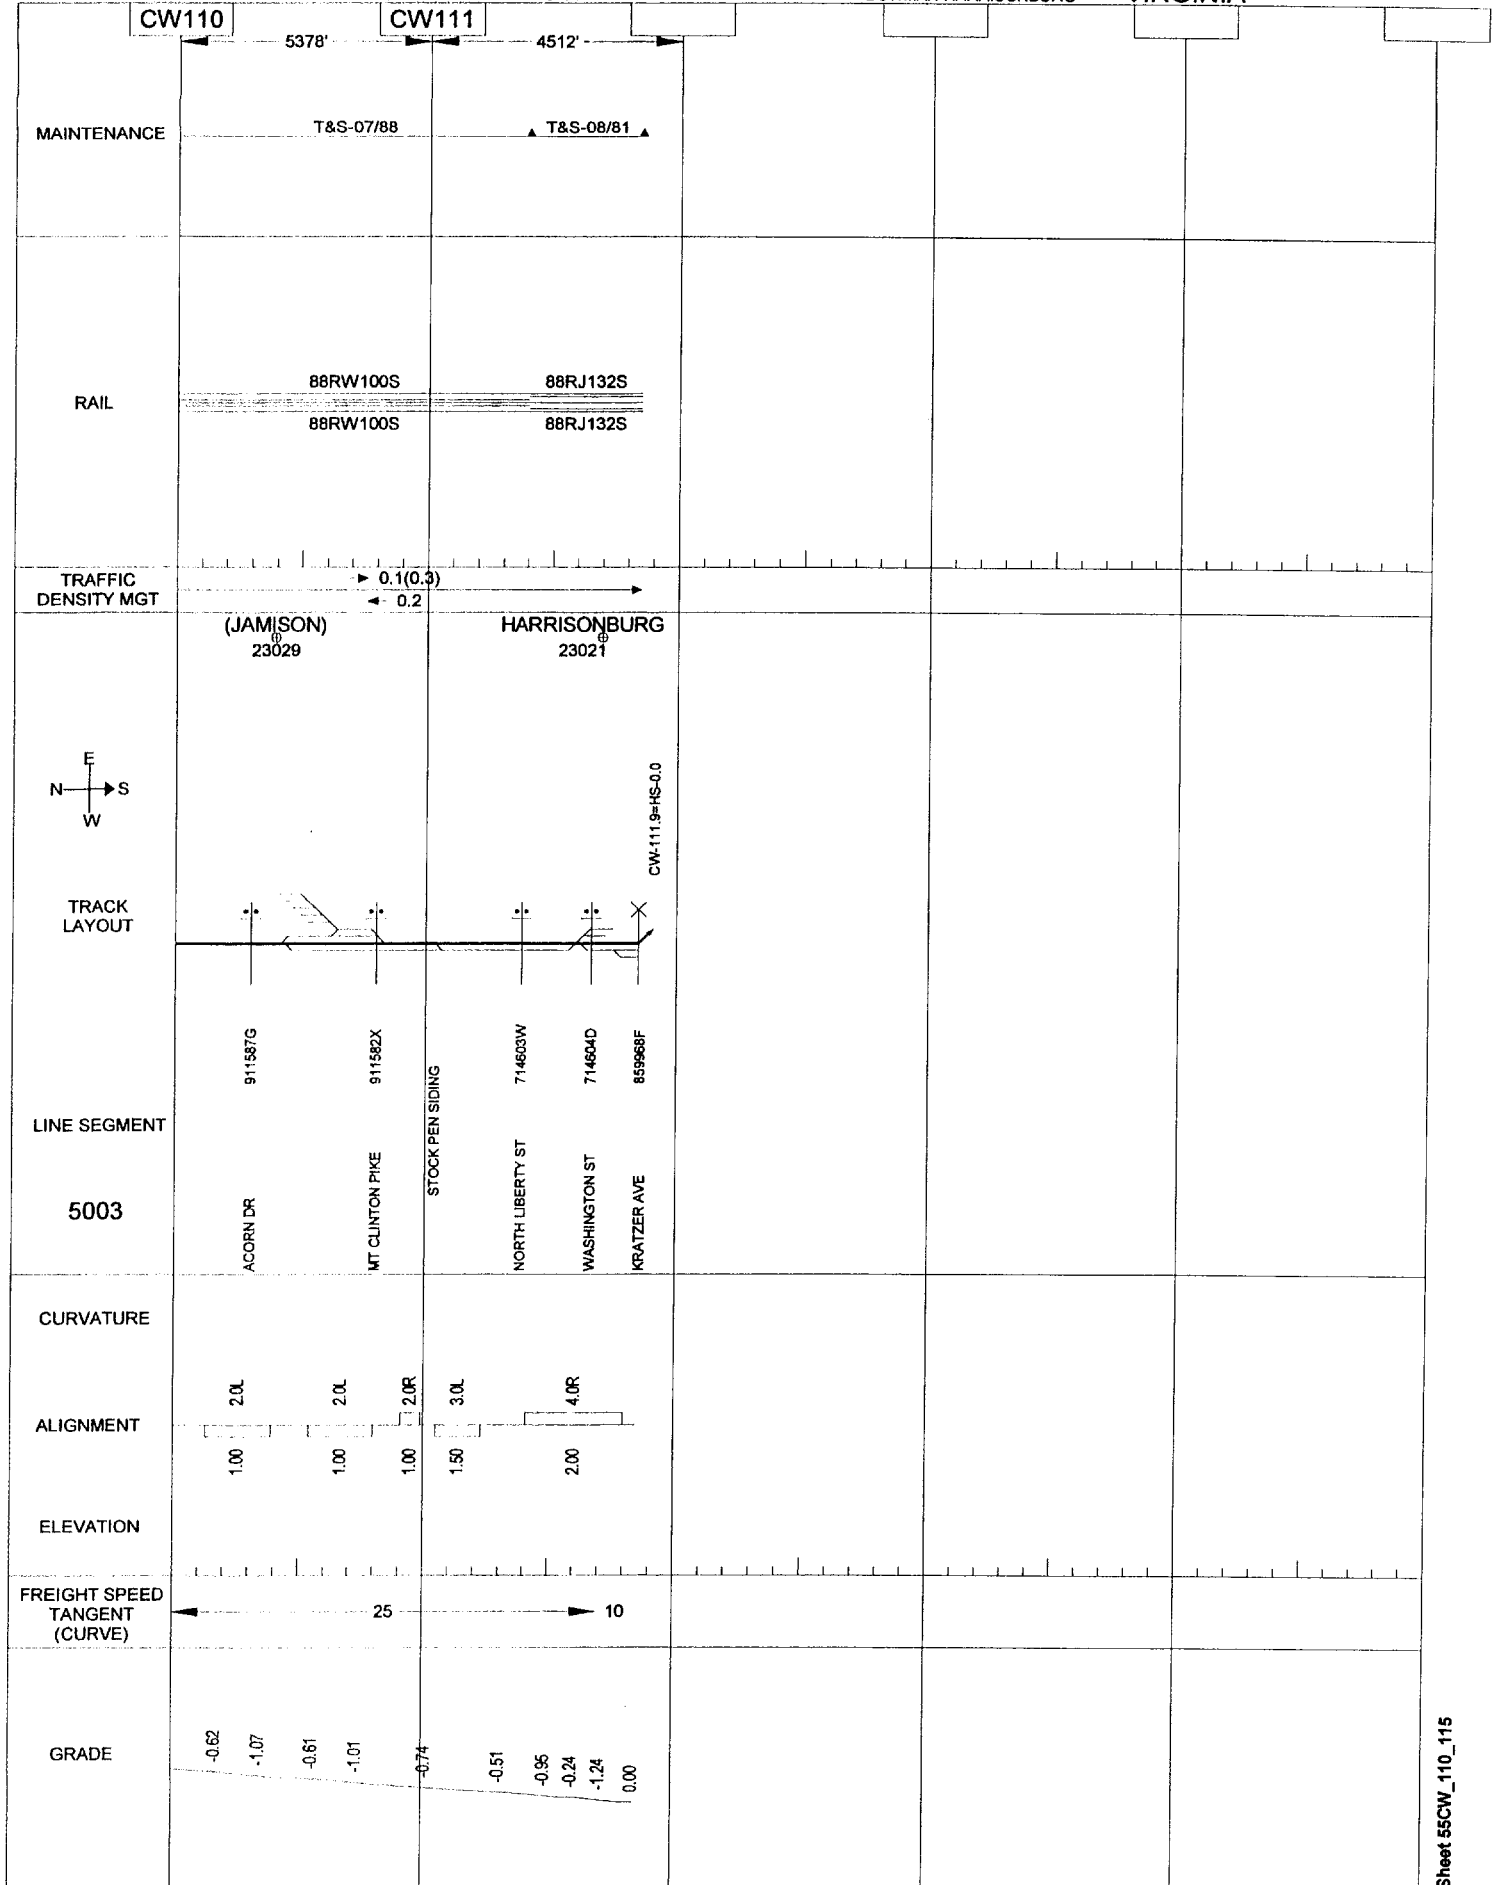 CW110
CW111
5378'
4512'
MAINTENANCE
T&S-07/88
T&S-08/81
RAIL
88RW100S
88RJ132S
88RW100S
88RJ132S
TRAFFIC
DENSITY MGT
0.1(0.3)
0.2
(JAMISON)
23029
HARRISONBURG
23021
E
N
S
W
CW-111.9=HS-0.0
TRACK
LAYOUT
911587G
911582X
714603W
714604D
859968F
LINE SEGMENT
5003
ACORN DR
MT CLINTON PIKE
STOCK PEN SIDING
NORTH LIBERTY ST
WASHINGTON ST
KRATZER AVE
CURVATURE
2.0L
2.0L
2.0R
3.0L
4.0R
ALIGNMENT
1.00
1.00
1.00
1.50
2.00
ELEVATION
FREIGHT SPEED
TANGENT
(CURVE)
25
10
GRADE
-0.62
-1.07
-0.61
-1.01
-0.74
-0.51
-0.95
-0.24
-1.24
0.00
Sheet 55CW_110_115